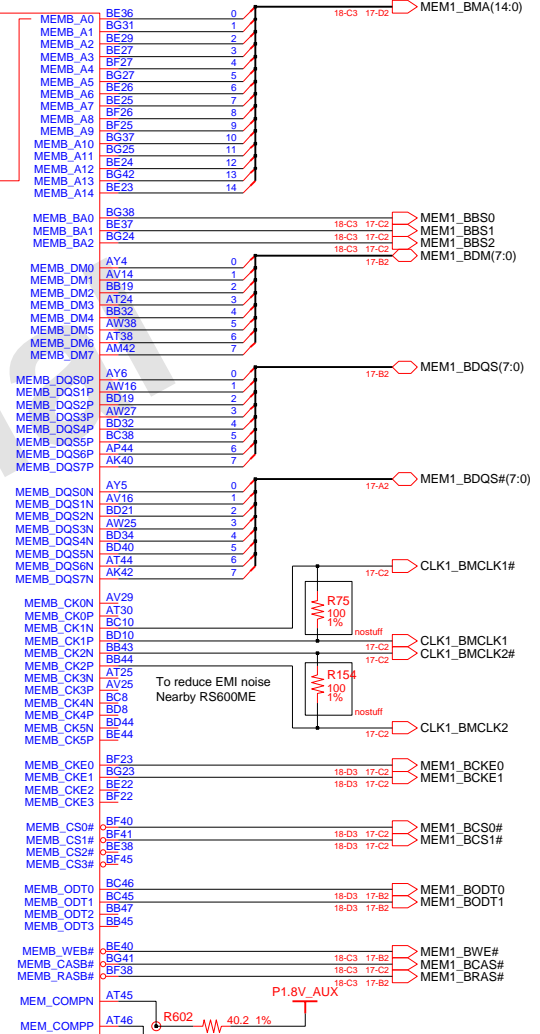 MEMB_A0 BE36 0 18-C3 17-D2 MEM1_BMA(14:0)
MEMB_A1 BG31 1
MEMB_A2 BE29 2
MEMB_A3 BE27 3
MEMB_A4 BF27 4
MEMB_A5 BG27 5
MEMB_A6 BE26 6
MEMB_A7 BE25 7
MEMB_A8 BF26 8
MEMB_A9 BF25 9
MEMB_A10 BG37 10
MEMB_A11 BG25 11
MEMB_A12 BE24 12
MEMB_A13 BG42 13
MEMB_A14 BE23 14
MEMB_BA0 BG38 18-C3 17-C2 MEM1_BBS0
MEMB_BA1 BE37 18-C3 17-C2 MEM1_BBS1
MEMB_BA2 BG24 18-C3 17-C2 MEM1_BBS2
MEMB_DM0 AY4 0 17-B2 MEM1_BDM(7:0)
MEMB_DM1 AV14 1
MEMB_DM2 BB19 2
MEMB_DM3 AT24 3
MEMB_DM4 BB32 4
MEMB_DM5 AW38 5
MEMB_DM6 AT38 6
MEMB_DM7 AM42 7
MEMB_DQS0P AY6 0 17-B2 MEM1_BDQS(7:0)
MEMB_DQS1P AW16 1
MEMB_DQS2P BD19 2
MEMB_DQS3P AW27 3
MEMB_DQS4P BD32 4
MEMB_DQS5P BC38 5
MEMB_DQS6P AP44 6
MEMB_DQS7P AK40 7
MEMB_DQS0N AY5 0 17-A2 MEM1_BDQS#(7:0)
MEMB_DQS1N AV16 1
MEMB_DQS2N BD21 2
MEMB_DQS3N AW25 3
MEMB_DQS4N BD34 4
MEMB_DQS5N BD40 5
MEMB_DQS6N AT44 6
MEMB_DQS7N AK42 7
17-C2 CLK1_BMCLK1#
MEMB_CK0N AV29
MEMB_CK0P AT30
MEMB_CK1N BC10
MEMB_CK1P BD10
MEMB_CK2N BB43
MEMB_CK2P BB44
MEMB_CK3N AT25
MEMB_CK3P AV25
MEMB_CK4N BC8
MEMB_CK4P BD8
MEMB_CK5N BD44
MEMB_CK5P BE44
R75
100
1%
nostuff
17-C2 CLK1_BMCLK1
17-C2 CLK1_BMCLK2#
To reduce EMI noise
Nearby RS600ME
R154
100
1%
nostuff
17-C2 CLK1_BMCLK2
MEMB_CKE0 BF23 18-D3 17-C2 MEM1_BCKE0
MEMB_CKE1 BG23 18-D3 17-C2 MEM1_BCKE1
MEMB_CKE2 BE22
MEMB_CKE3 BF22
MEMB_CS0# BF40 18-D3 17-C2 MEM1_BCS0#
MEMB_CS1# BF41 18-D3 17-C2 MEM1_BCS1#
MEMB_CS2# BE38
MEMB_CS3# BF45
MEMB_ODT0 BC46 18-D3 17-B2 MEM1_BODT0
MEMB_ODT1 BC45 18-D3 17-B2 MEM1_BODT1
MEMB_ODT2 BB47
MEMB_ODT3 BB45
MEMB_WEB# BE40 18-C3 17-B2 MEM1_BWE#
MEMB_CASB# BG41 18-C3 17-B2 MEM1_BCAS#
MEMB_RASB# BF38 18-C3 17-B2 MEM1_BRAS#
P1.8V_AUX
MEM_COMPN AT45
MEM_COMPP AT46
R602 40.2 1%